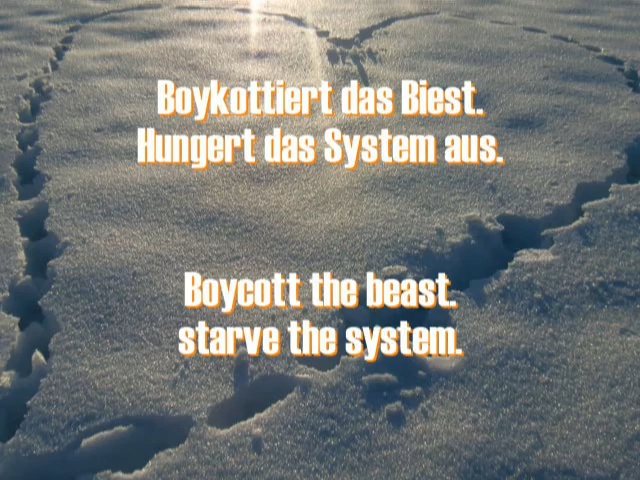 Boykottiert das Biest.
Hungert das System aus.
Boycott the beast.
starve the system.